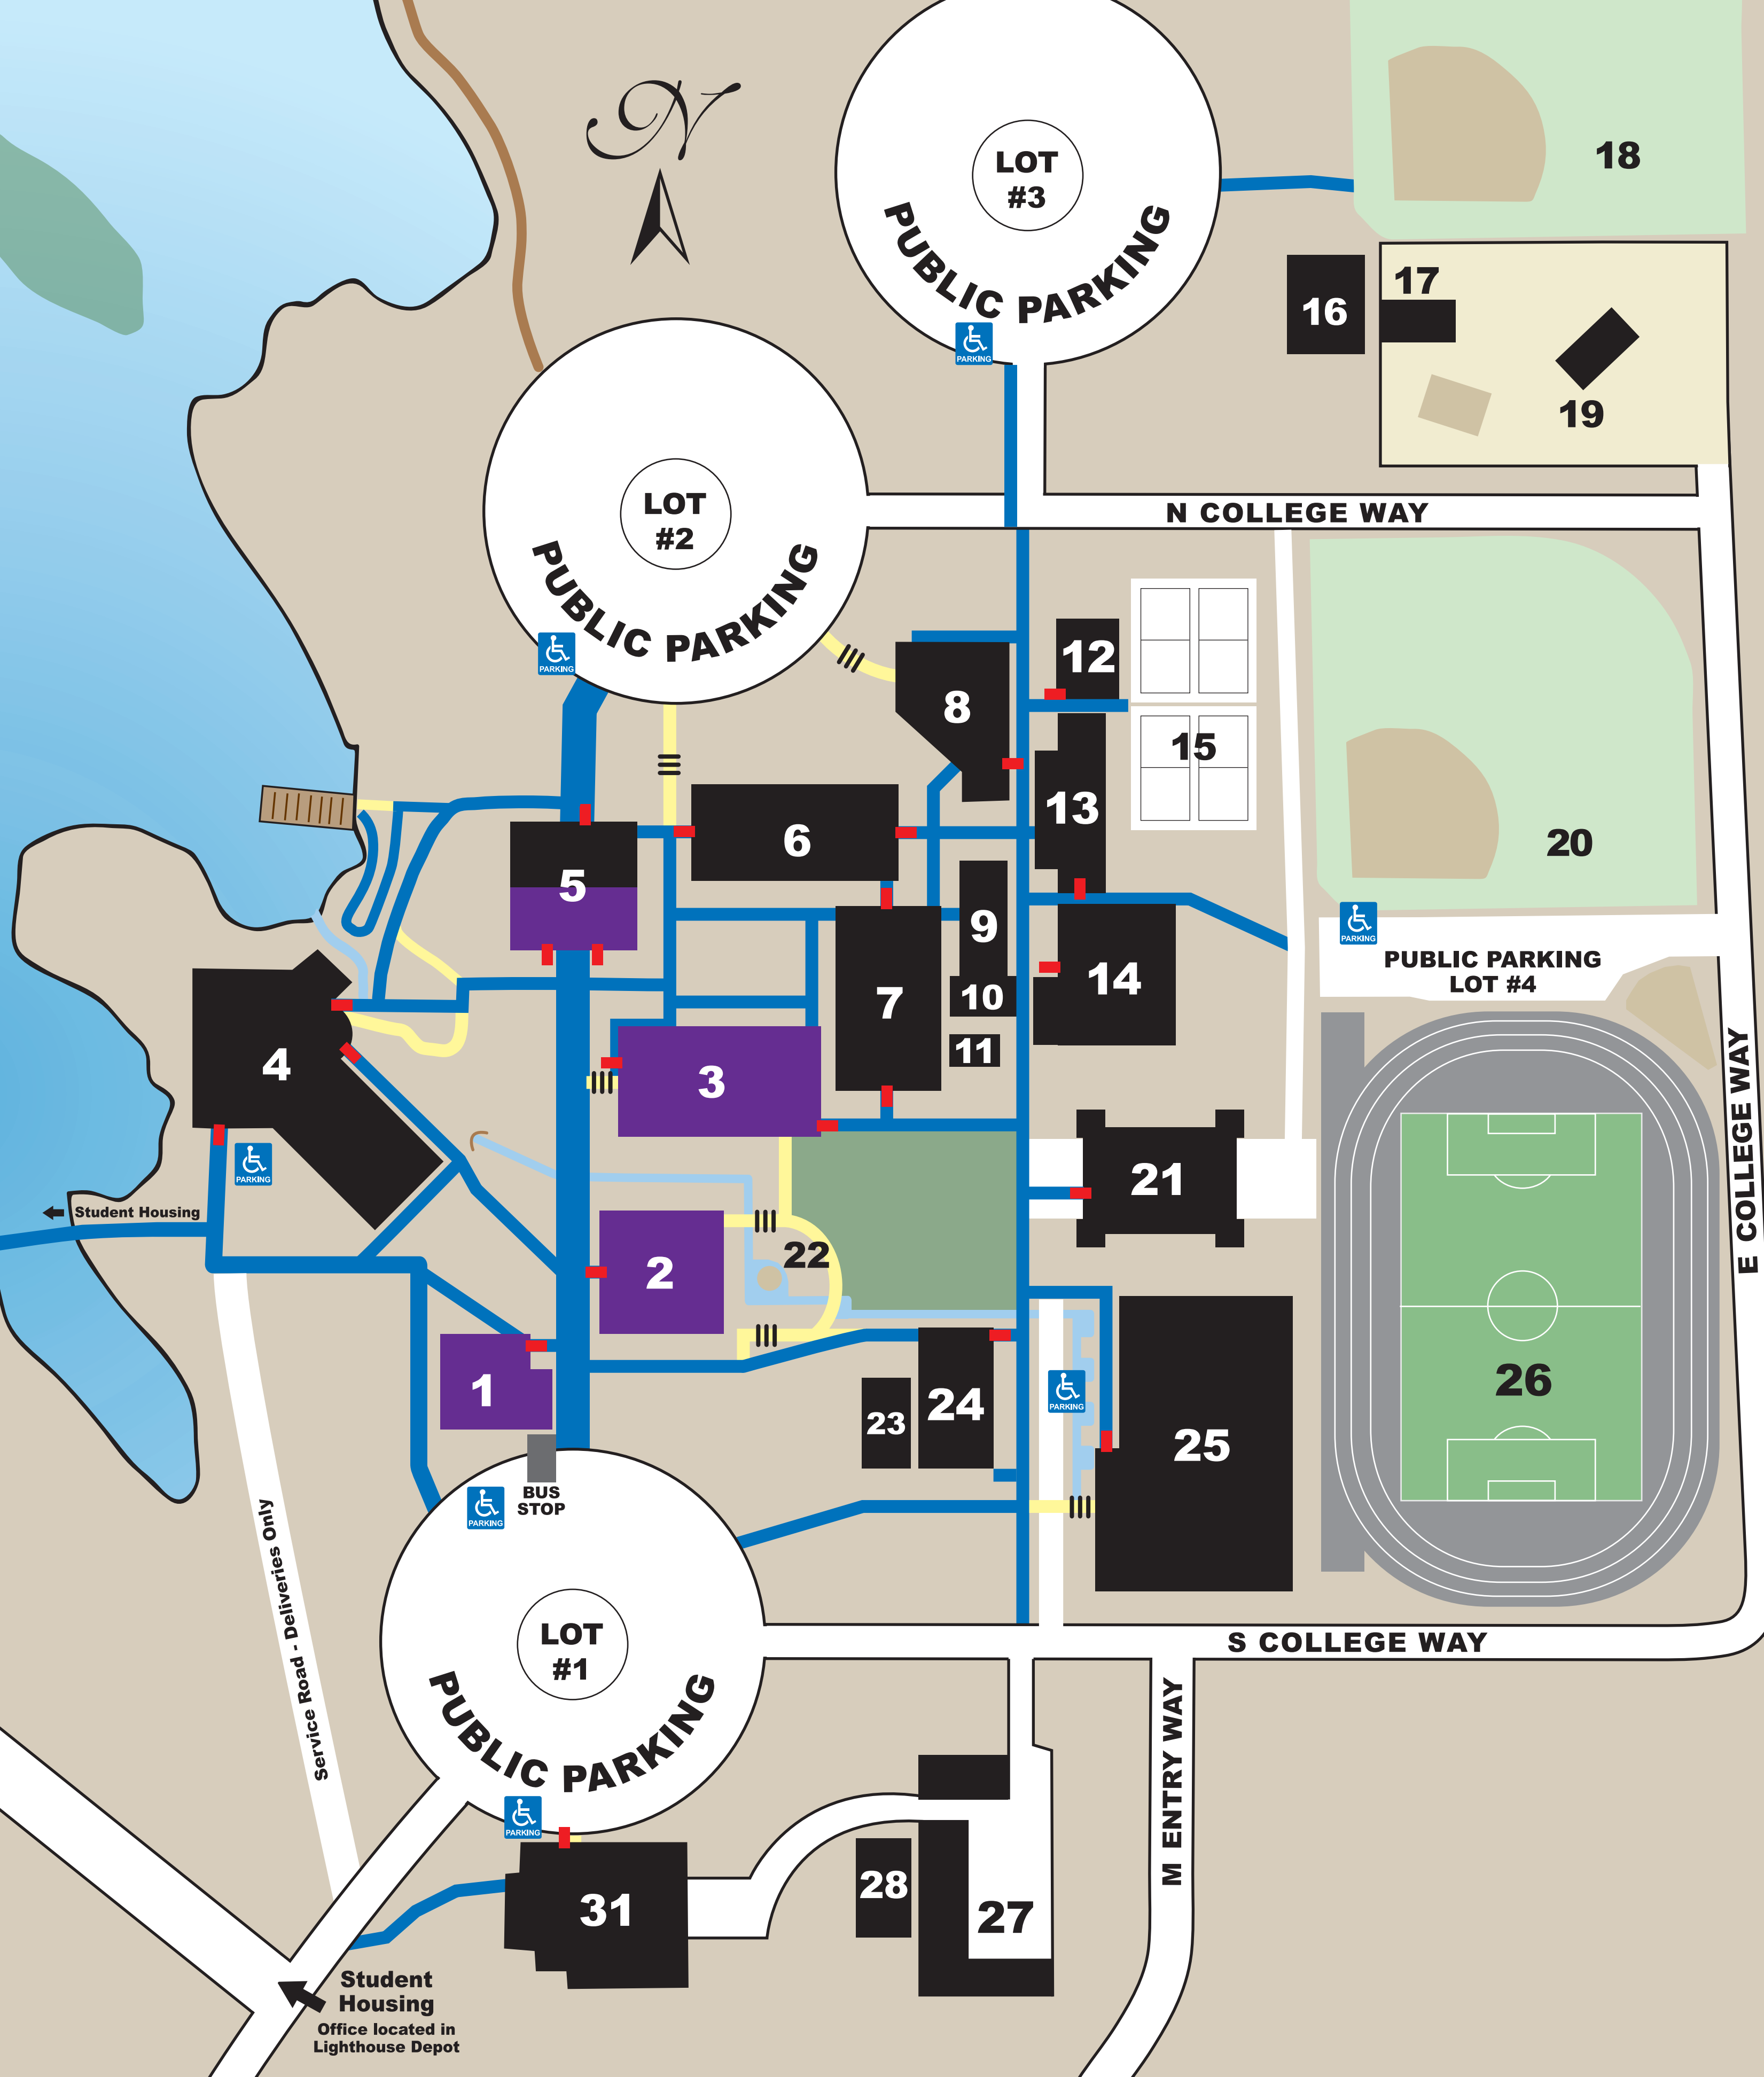 N
LOT
#3
PUBLIC PARKING
PARKING
18
17
16
19
LOT
#2
PUBLIC PARKING
PARKING
N COLLEGE WAY
12
8
15
13
6
20
5
9
PARKING
PUBLIC PARKING
LOT #4
14
10
7
11
4
3
E COLLEGE WAY
PARKING
21
Student Housing
22
2
26
PARKING
1
24
23
25
BUS
STOP
PARKING
Service Road - Deliveries Only
LOT
#1
PUBLIC PARKING
S COLLEGE WAY
M ENTRY WAY
PARKING
28
31
27
Student
Housing
Office located in
Lighthouse Depot